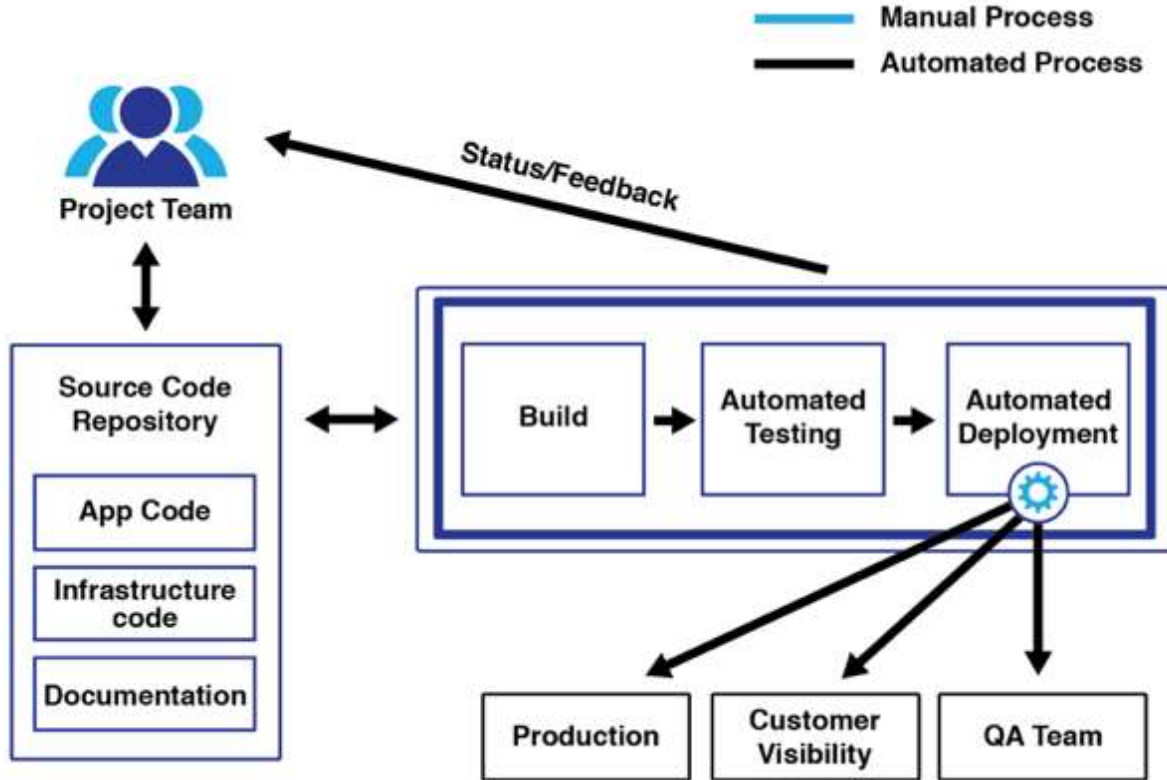 Manual Process
Automated Process
Status/Feedback
Project Team
Source Code
Repository
App Code
Infrastructure
code
Documentation
Build
Automated
Testing
Automated
Deployment
Production
Customer
Visibility
QA Team